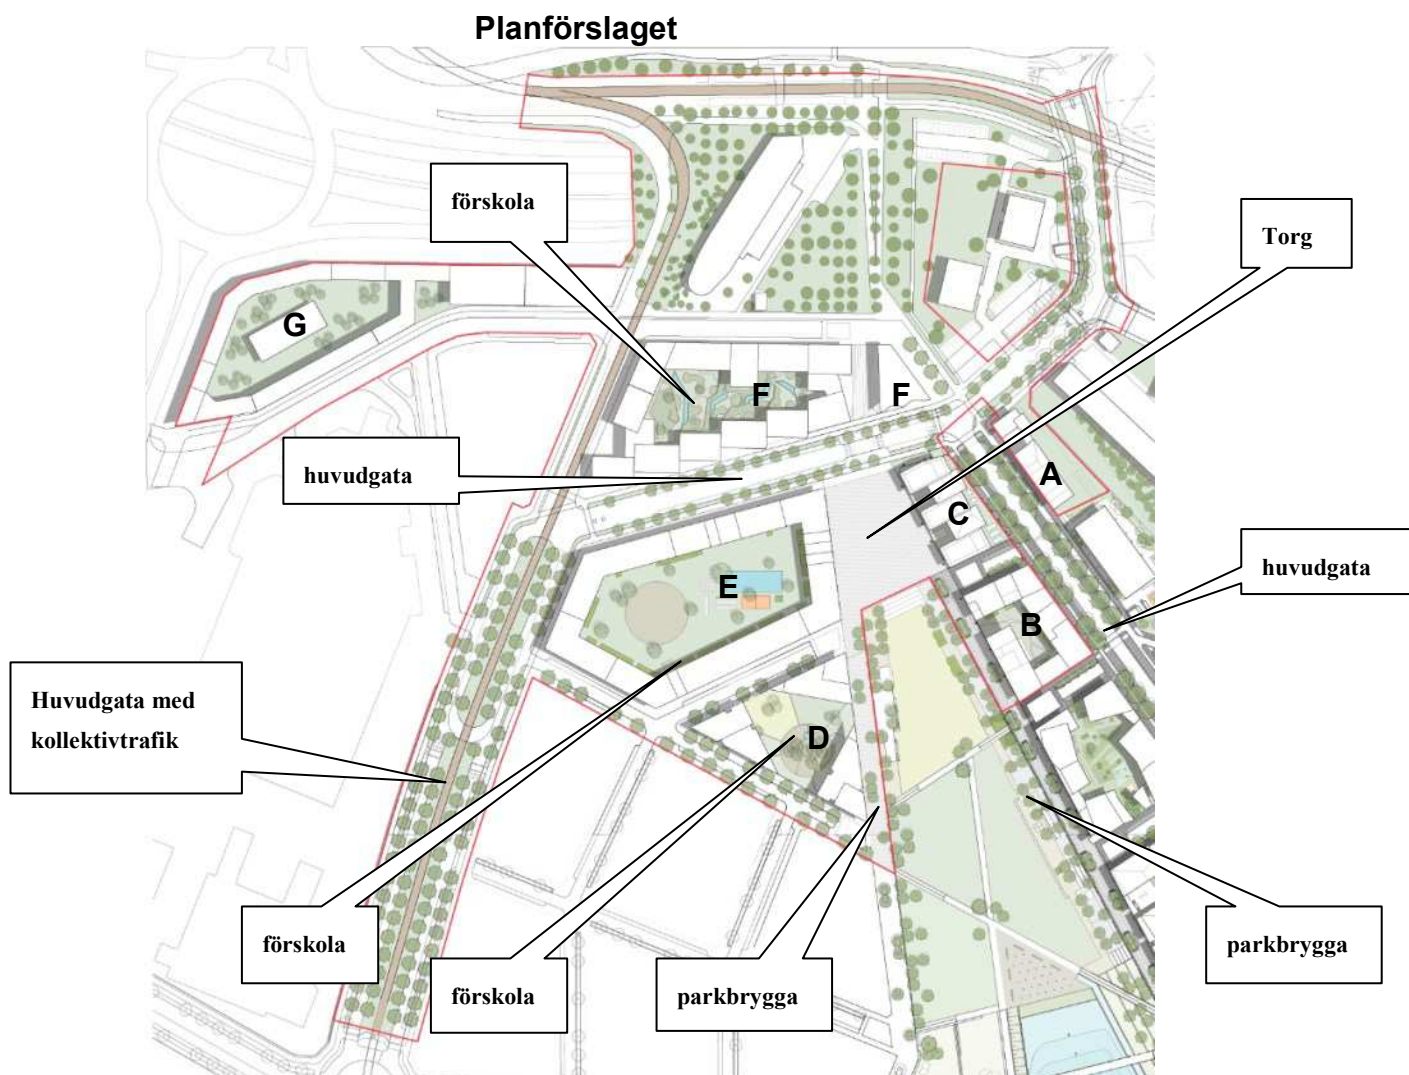 Planförslaget
förskola
Torg
G
F
F
huvudgata
A
C
E
huvudgata
B
Huvudgata med
kollektivtrafik
D
förskola
förskola
parkbrygga
parkbrygga